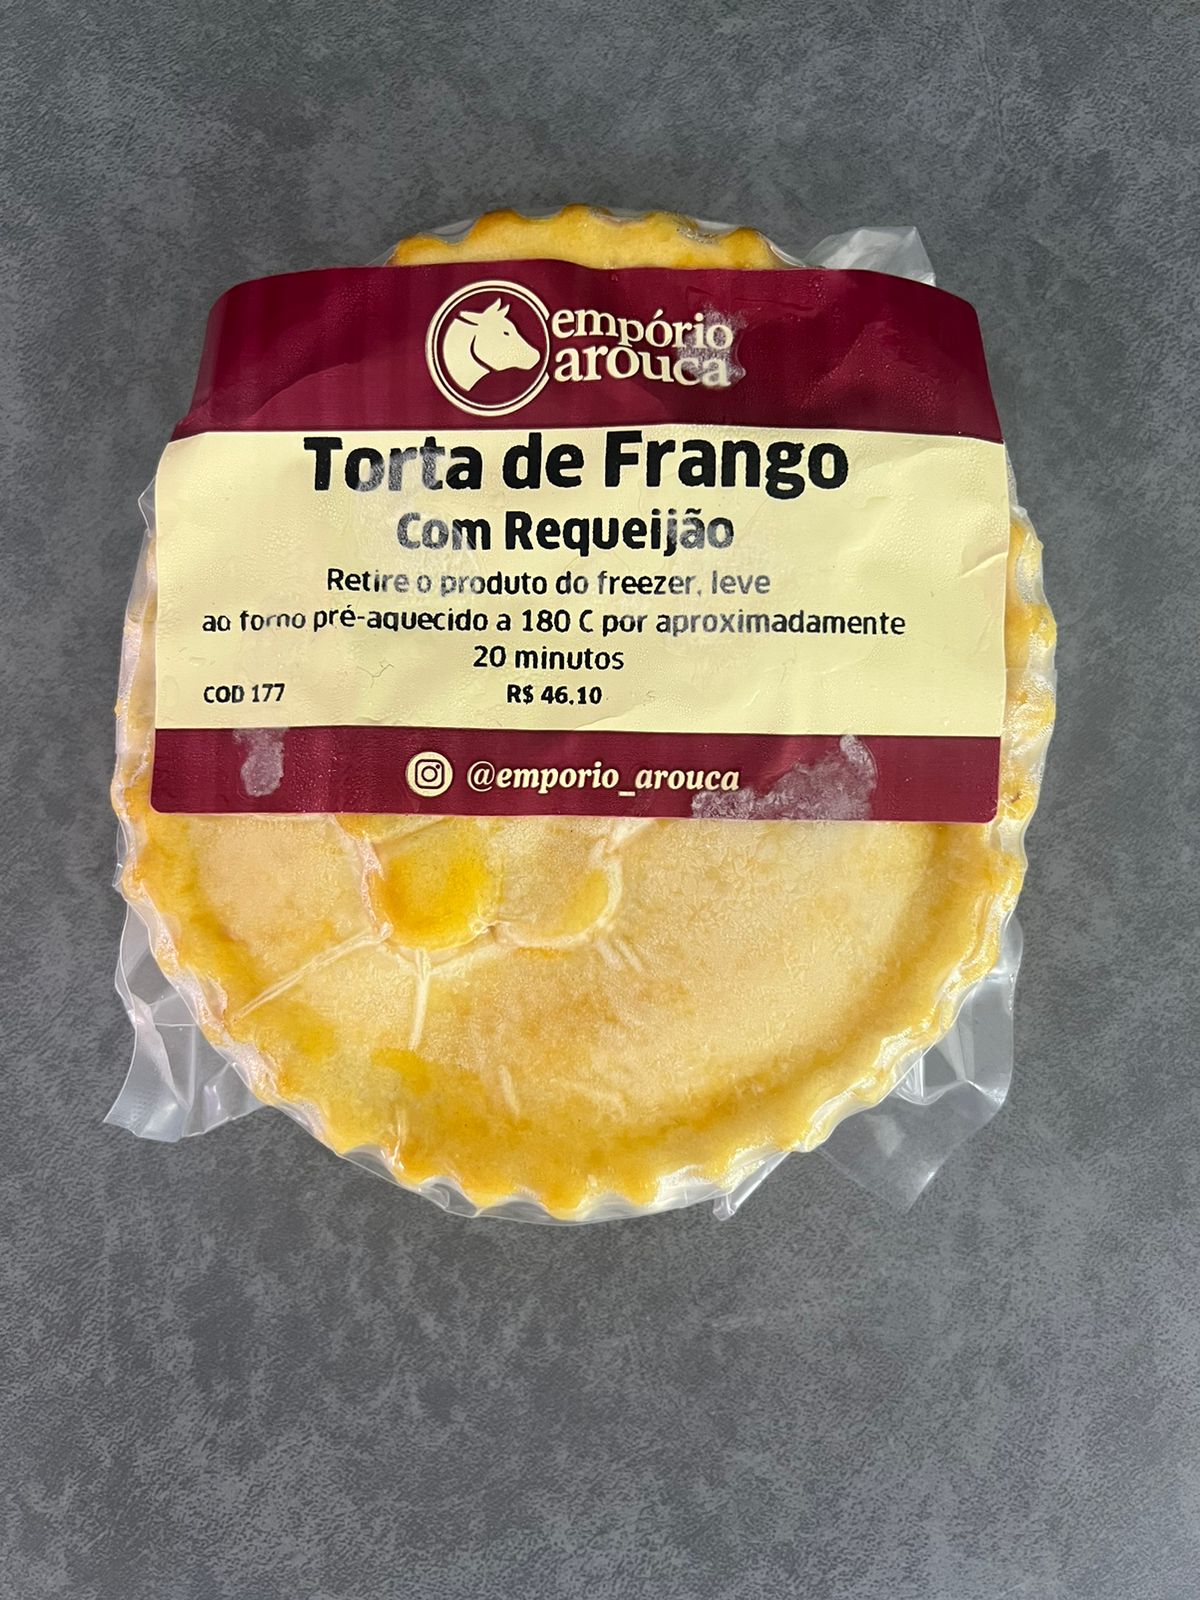 empório
arouca
Torta de Frango
Com Requeijão
Retire o produto do freezer, leve
ao forno pré-aquecido a 180 C por aproximadamente
20 minutos
COD 177 R$ 46.10
@emporio_arouca